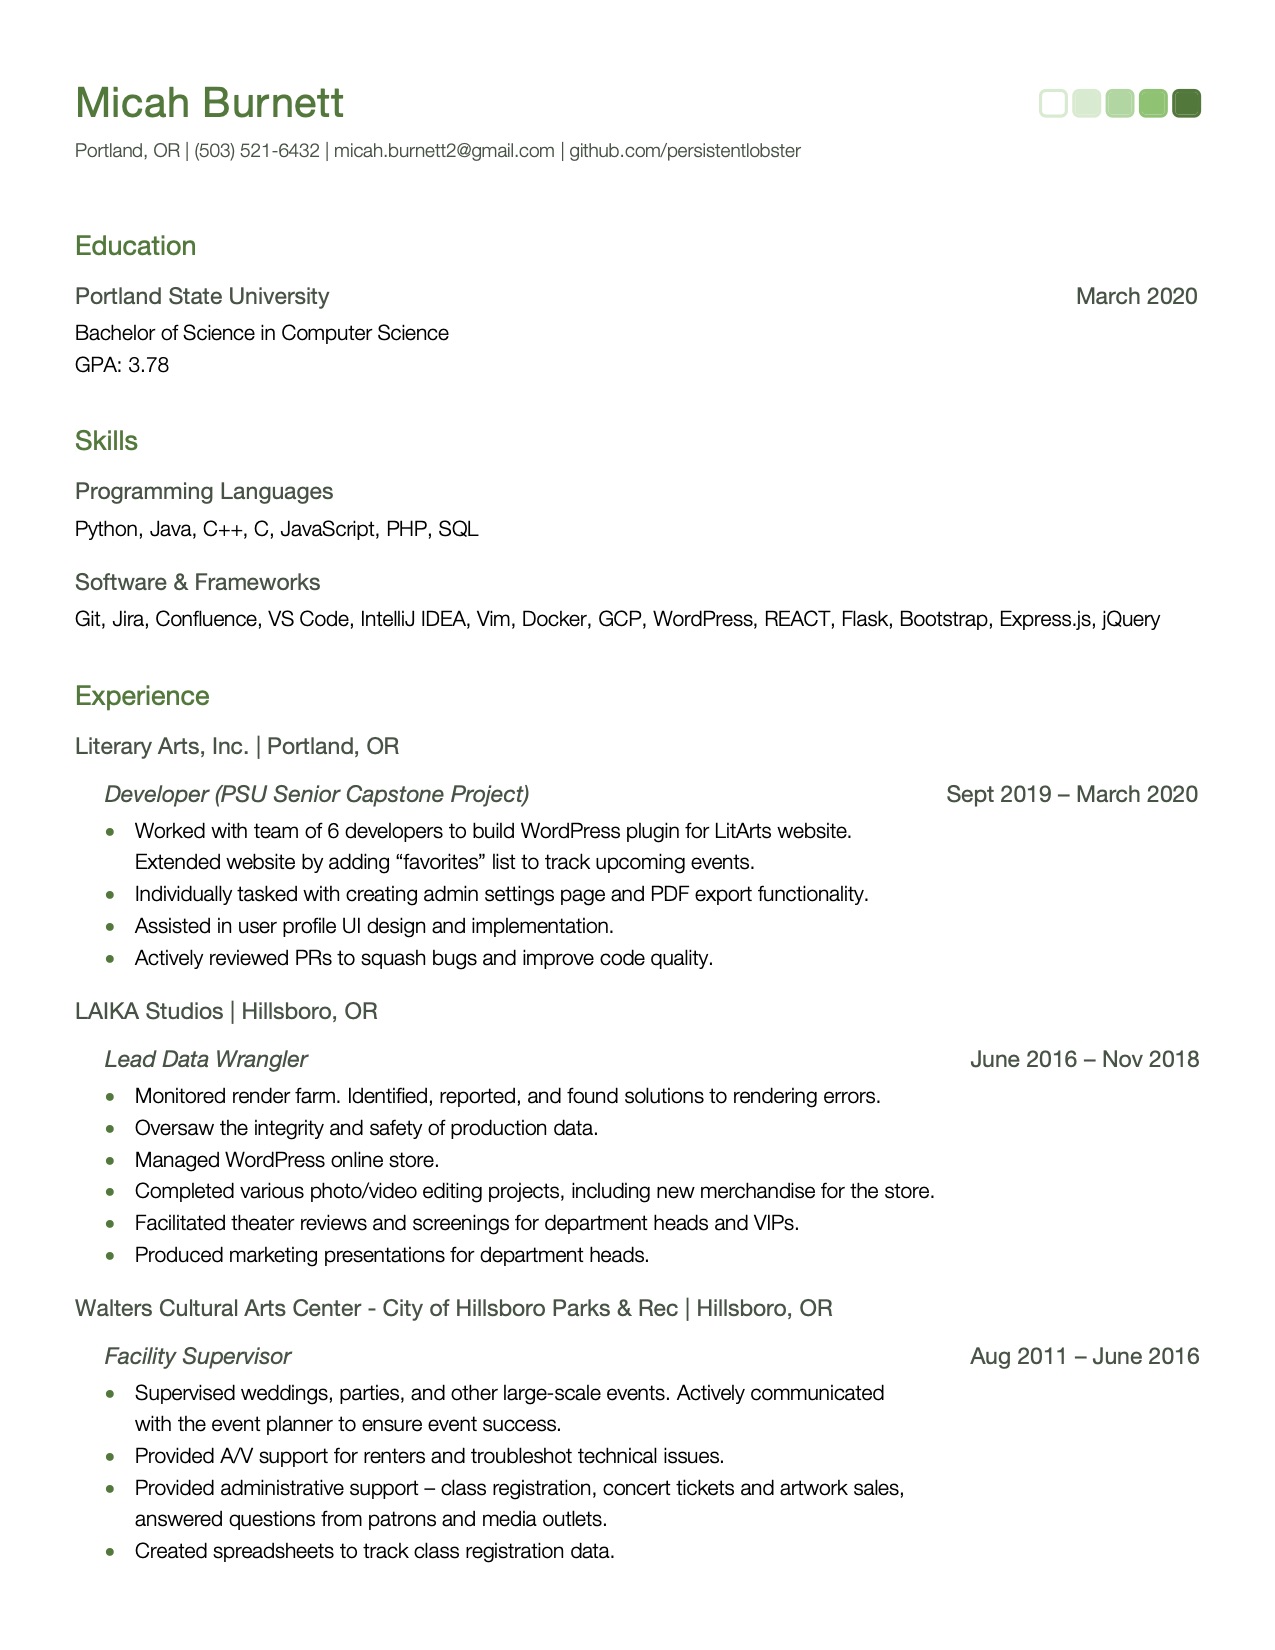 Micah Burnett
Portland, OR | (503) 521-6432 | micah.burnett2@gmail.com | github.com/persistentlobster
Education
Portland State University March 2020
Bachelor of Science in Computer Science
GPA: 3.78
Skills
Programming Languages
Python, Java, C++, C, JavaScript, PHP, SQL
Software & Frameworks
Git, Jira, Confluence, VS Code, IntelliJ IDEA, Vim, Docker, GCP, WordPress, REACT, Flask, Bootstrap, Express.js, jQuery
Experience
Literary Arts, Inc. | Portland, OR
Developer (PSU Senior Capstone Project) Sept 2019 – March 2020
• Worked with team of 6 developers to build WordPress plugin for LitArts website.
Extended website by adding “favorites” list to track upcoming events.
• Individually tasked with creating admin settings page and PDF export functionality.
• Assisted in user profile UI design and implementation.
• Actively reviewed PRs to squash bugs and improve code quality.
LAIKA Studios | Hillsboro, OR
Lead Data Wrangler June 2016 – Nov 2018
• Monitored render farm. Identified, reported, and found solutions to rendering errors.
• Oversaw the integrity and safety of production data.
• Managed WordPress online store.
• Completed various photo/video editing projects, including new merchandise for the store.
• Facilitated theater reviews and screenings for department heads and VIPs.
• Produced marketing presentations for department heads.
Walters Cultural Arts Center - City of Hillsboro Parks & Rec | Hillsboro, OR
Facility Supervisor Aug 2011 – June 2016
• Supervised weddings, parties, and other large-scale events. Actively communicated
with the event planner to ensure event success.
• Provided A/V support for renters and troubleshot technical issues.
• Provided administrative support – class registration, concert tickets and artwork sales,
answered questions from patrons and media outlets.
• Created spreadsheets to track class registration data.